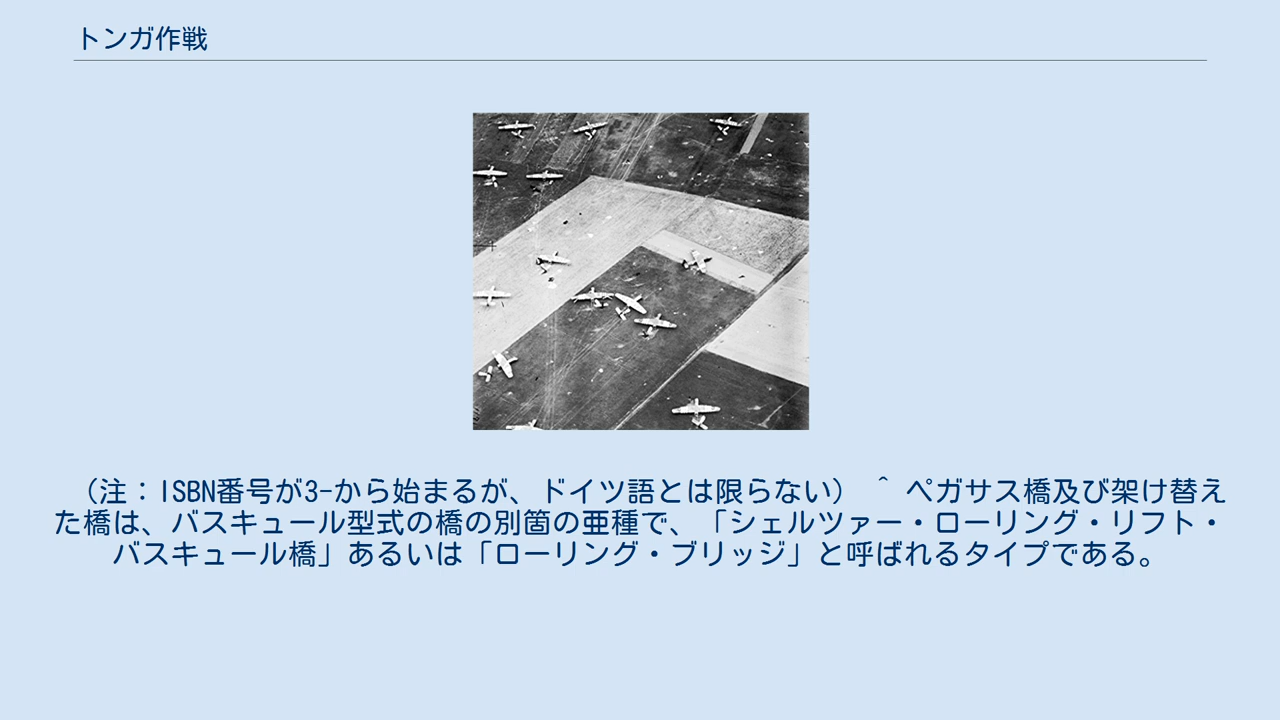 トンガ作戦
（注：ISBN番号が3-から始まるが、ドイツ語とは限らない） ^ ペガサス橋及び架け替え
た橋は、バスキュール型式の橋の別箇の亜種で、「シェルツァー・ローリング・リフト・
バスキュール橋」あるいは「ローリング・ブリッジ」と呼ばれるタイプである。